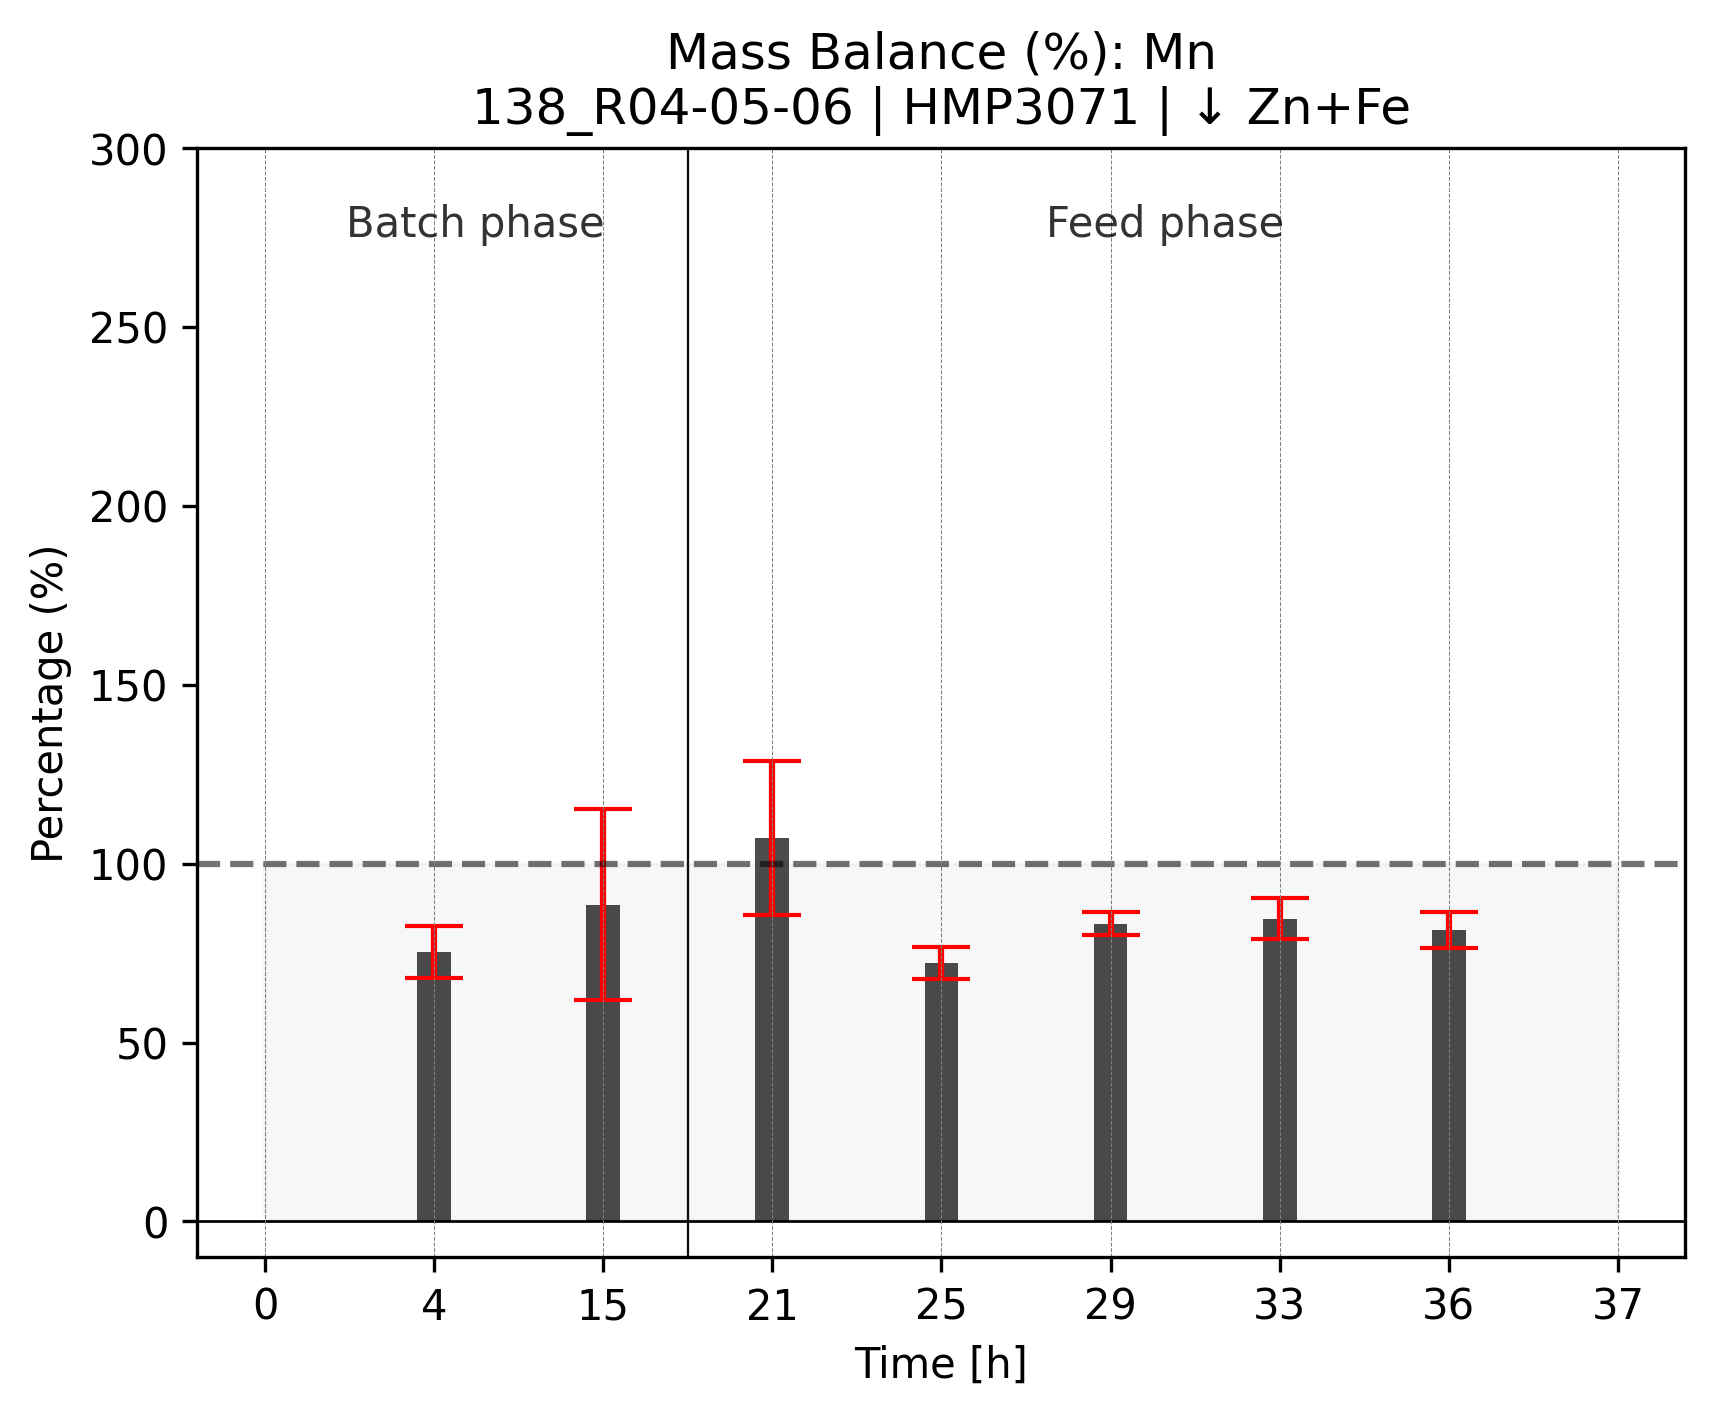 Mass Balance (%): Mn
138_R04-05-06 | HMP3071 | ↓ Zn+Fe
300
250
200
150
100
50
0
Percentage (%)
Batch phase
Feed phase
0 4 15 21 25 29 33 36 37
Time [h]